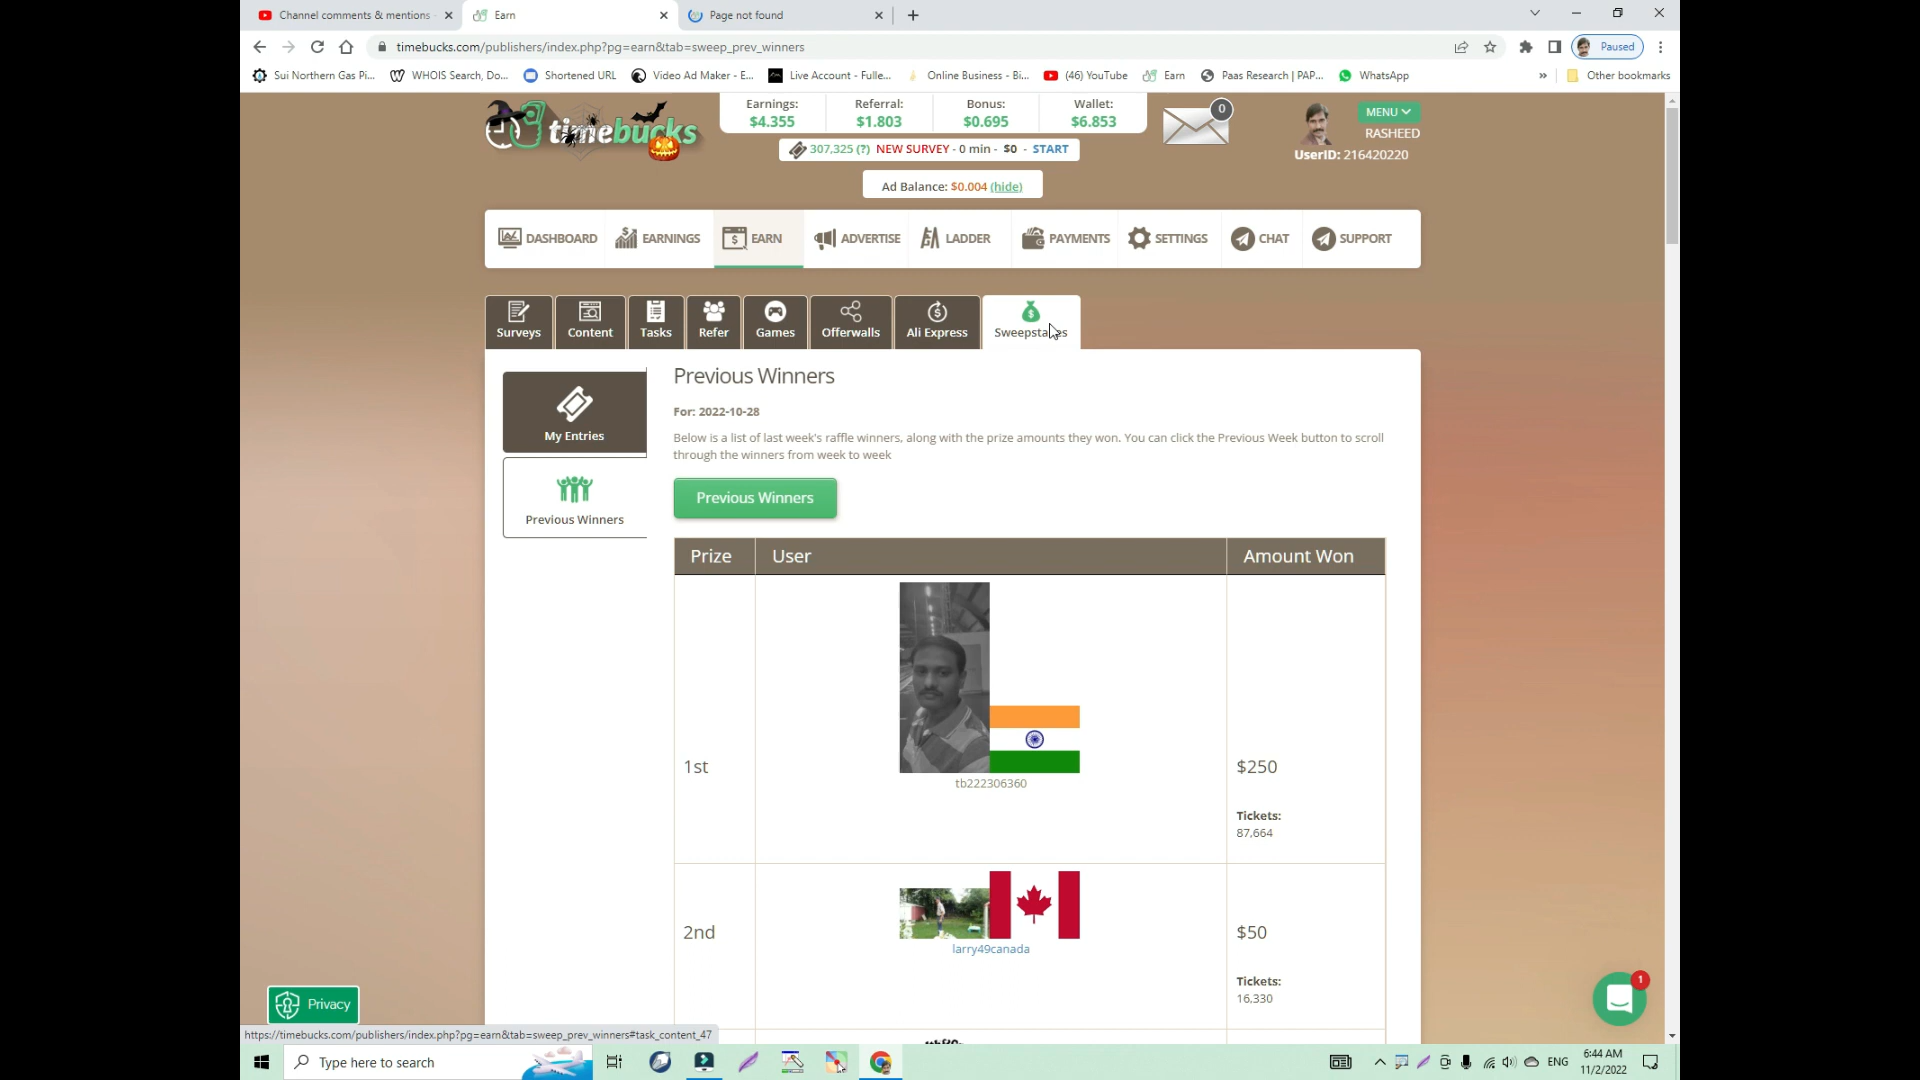 Channel comments & mentions
Earn
Page not found
timebucks.com/publishers/index.php?pg=earn&tab=sweep_prev_winners
Paused
Sui Northern Gas Pi...
WHOIS Search, Do...
Shortened URL
Video Ad Maker - E...
Live Account - Fulle...
Online Business - Bi...
(46) YouTube
Earn
Paas Research | PAP...
WhatsApp
»
Other bookmarks
timebucks
Earnings: Referral: Bonus: Wallet:
$4.355 $1.803 $0.695 $6.853
0
MENU
RASHEED
UserID: 216420220
307,325 (?) NEW SURVEY - 0 min - $0 - START
Ad Balance: $0.004 (hide)
DASHBOARD EARNINGS EARN ADVERTISE LADDER PAYMENTS SETTINGS CHAT SUPPORT
Surveys Content Tasks Refer Games Offerwalls Ali Express Sweepstakes
My Entries
Previous Winners
Previous Winners
For: 2022-10-28
Below is a list of last week's raffle winners, along with the prize amounts they won. You can click the Previous Week button to scroll
through the winners from week to week
Previous Winners
Prize User Amount Won
1st
tb222306360
$250
Tickets:
87,664
2nd
larry49canada
$50
Tickets:
16,330
Privacy
1
https://timebucks.com/publishers/index.php?pg=earn&tab=sweep_prev_winners#task_content_47
Type here to search
ENG
6:44 AM
11/2/2022